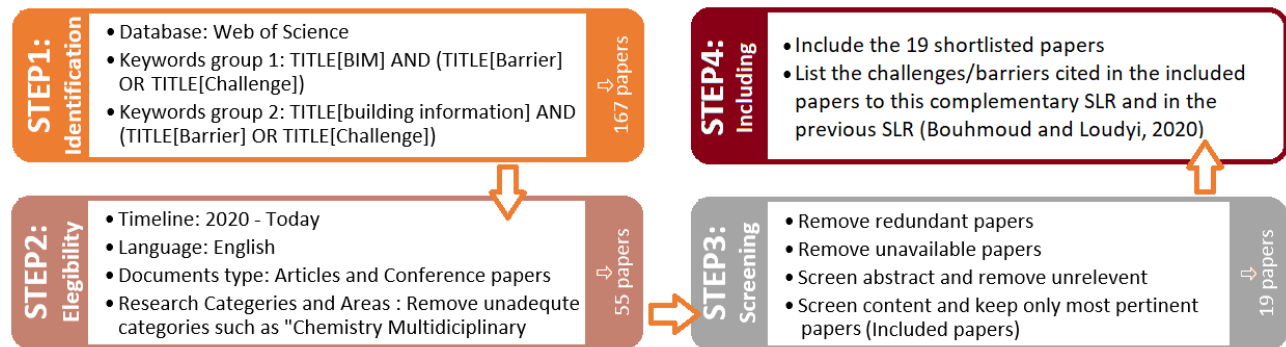 STEP1:
Identification
• Database: Web of Science
• Keywords group 1: TITLE[BIM] AND (TITLE[Barrier]
OR TITLE[Challenge])
• Keywords group 2: TITLE[building information] AND
(TITLE[Barrier] OR TITLE[Challenge])
⇨ 167 papers
STEP2:
Elegibility
• Timeline: 2020 - Today
• Language: English
• Documents type: Articles and Conference papers
• Research Categeries and Areas : Remove unadequte
categories such as "Chemistry Multidiciplinary
⇨ 55 papers
STEP3:
Screening
• Remove redundant papers
• Remove unavailable papers
• Screen abstract and remove unrelevent
• Screen content and keep only most pertinent
papers (Included papers)
⇨ 19 papers
STEP4:
Including
• Include the 19 shortlisted papers
• List the challenges/barriers cited in the included
papers to this complementary SLR and in the
previous SLR (Bouhmoud and Loudyi, 2020)